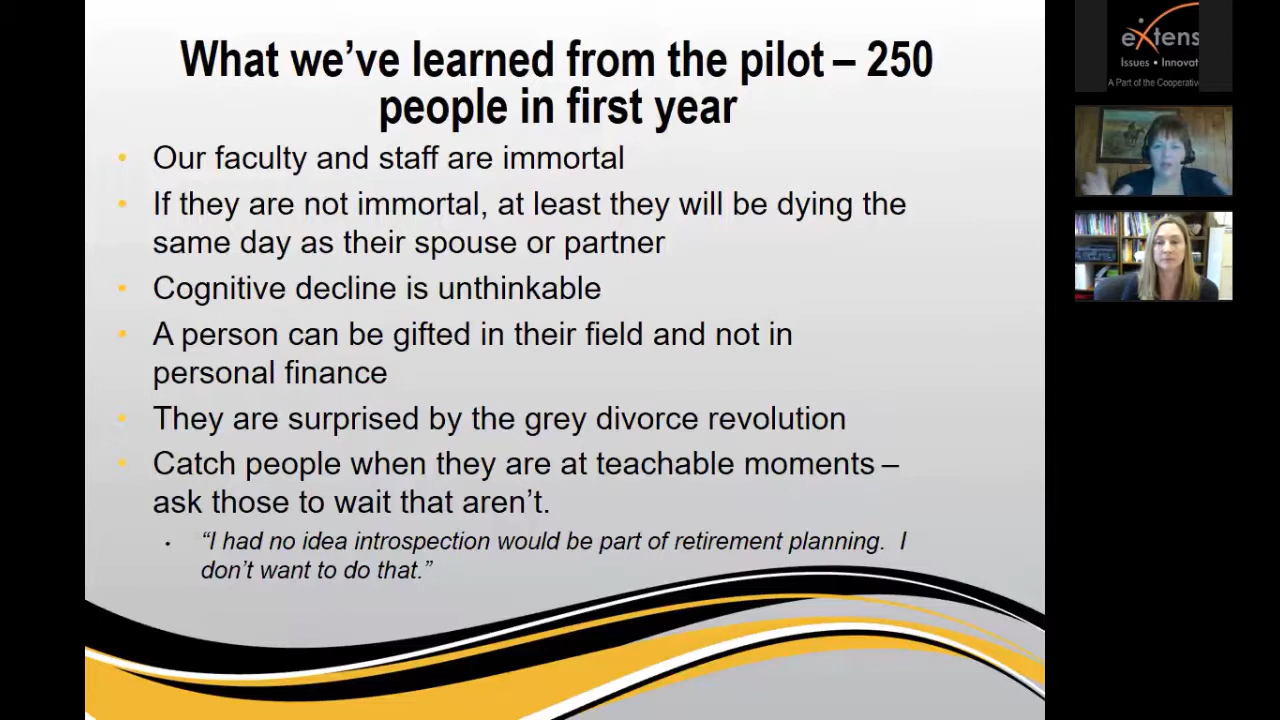 What we’ve learned from the pilot – 250
people in first year
• Our faculty and staff are immortal
• If they are not immortal, at least they will be dying the
same day as their spouse or partner
• Cognitive decline is unthinkable
• A person can be gifted in their field and not in
personal finance
• They are surprised by the grey divorce revolution
• Catch people when they are at teachable moments –
ask those to wait that aren’t.
• “I had no idea introspection would be part of retirement planning.  I
don’t want to do that.”
eXtens
Issues • Innovat
A Part of the Cooperative